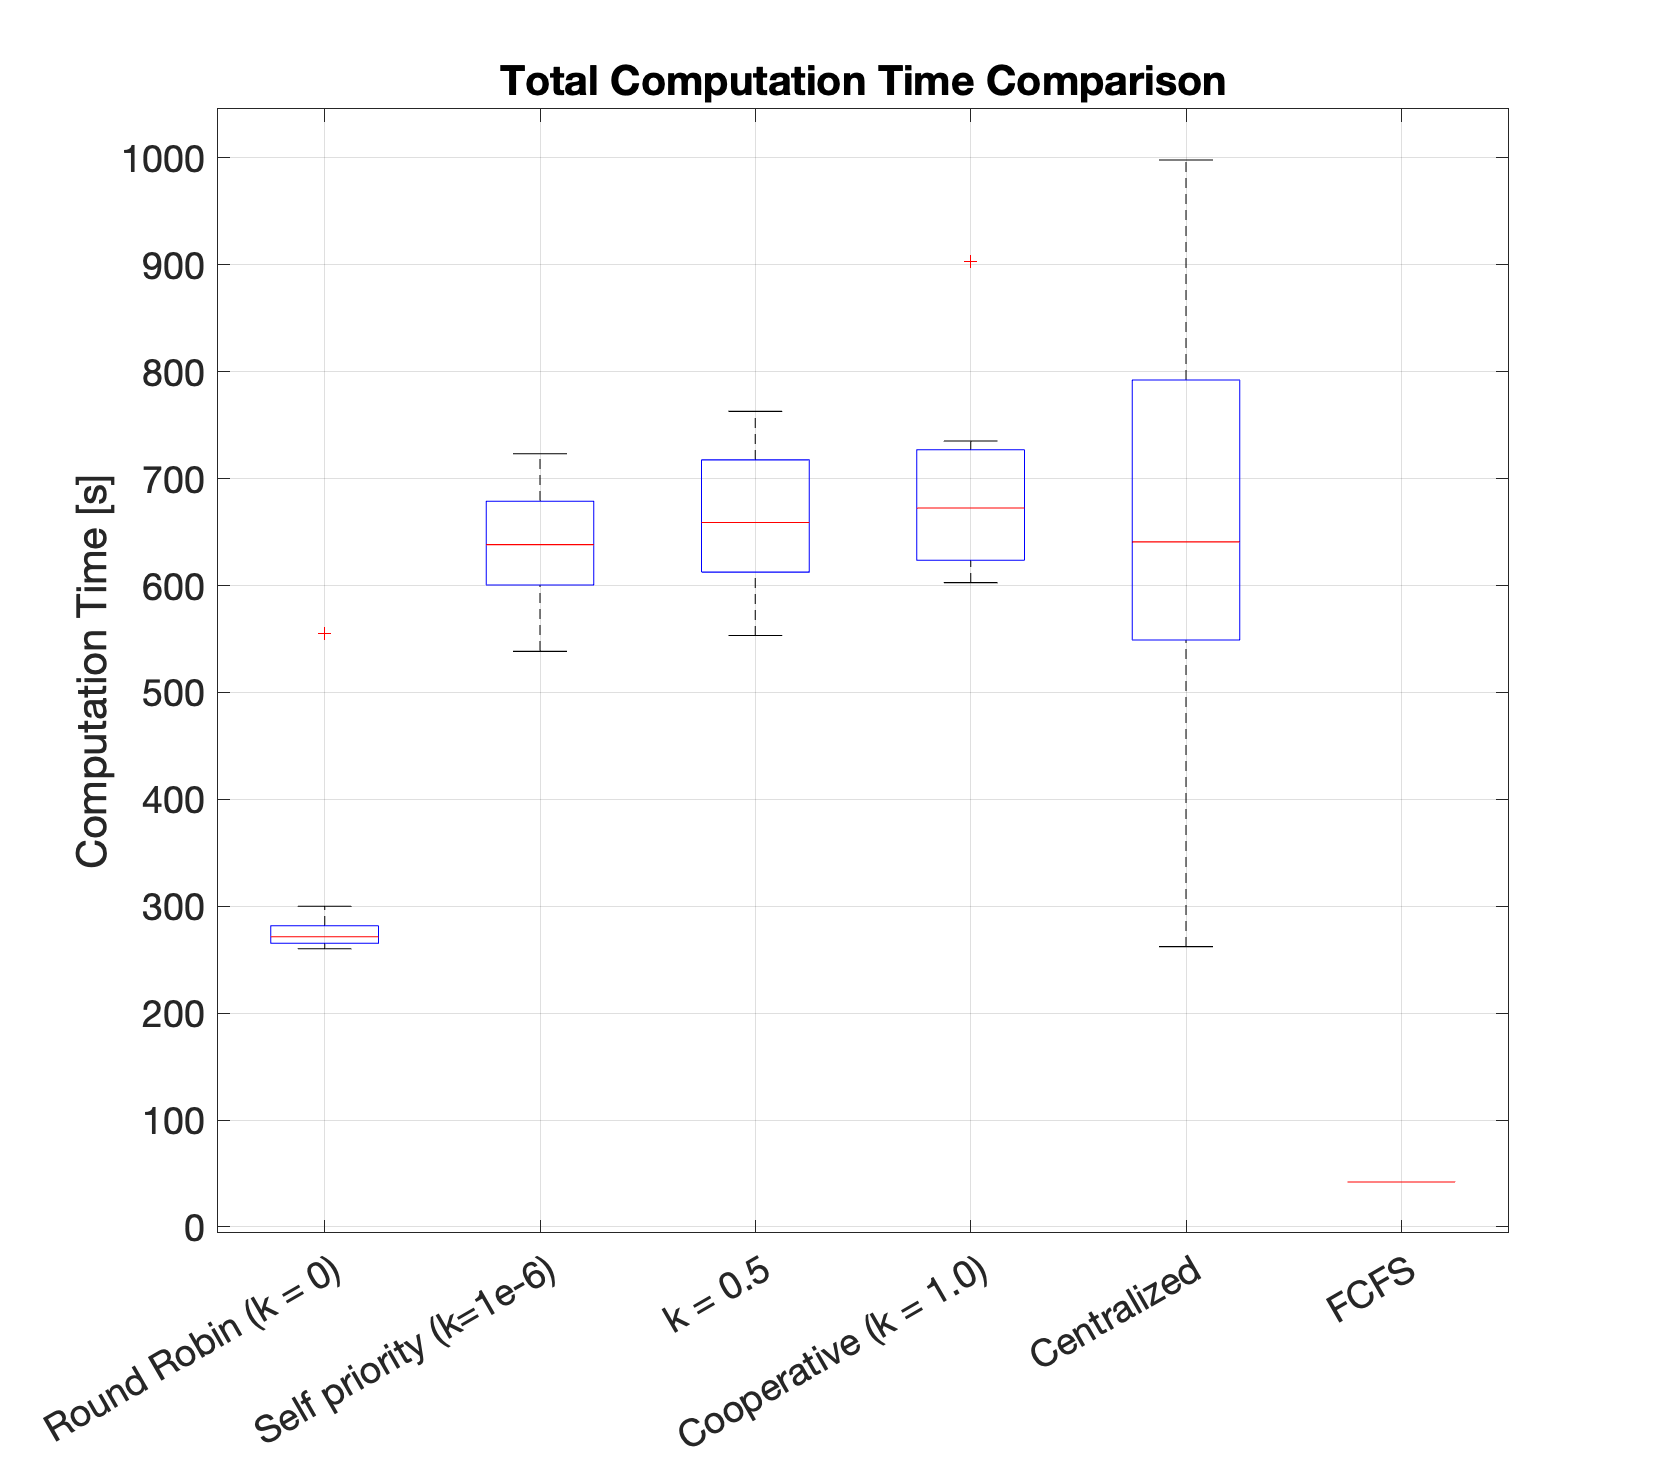 Total Computation Time Comparison
Computation Time [s]
1000
900
800
700
600
500
400
300
200
100
0
Round Robin (k = 0)
Self priority (k=1e-6)
k = 0.5
Cooperative (k = 1.0)
Centralized
FCFS